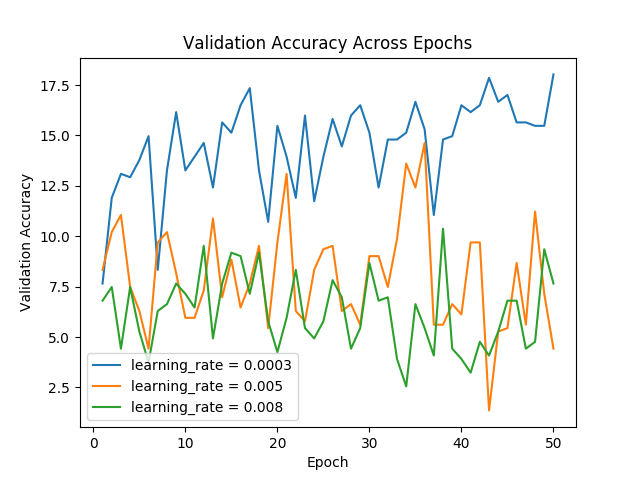 Validation Accuracy Across Epochs
Validation Accuracy
17.5
15.0
12.5
10.0
7.5
5.0
2.5
learning_rate = 0.0003
learning_rate = 0.005
learning_rate = 0.008
0 10 20 30 40 50
Epoch